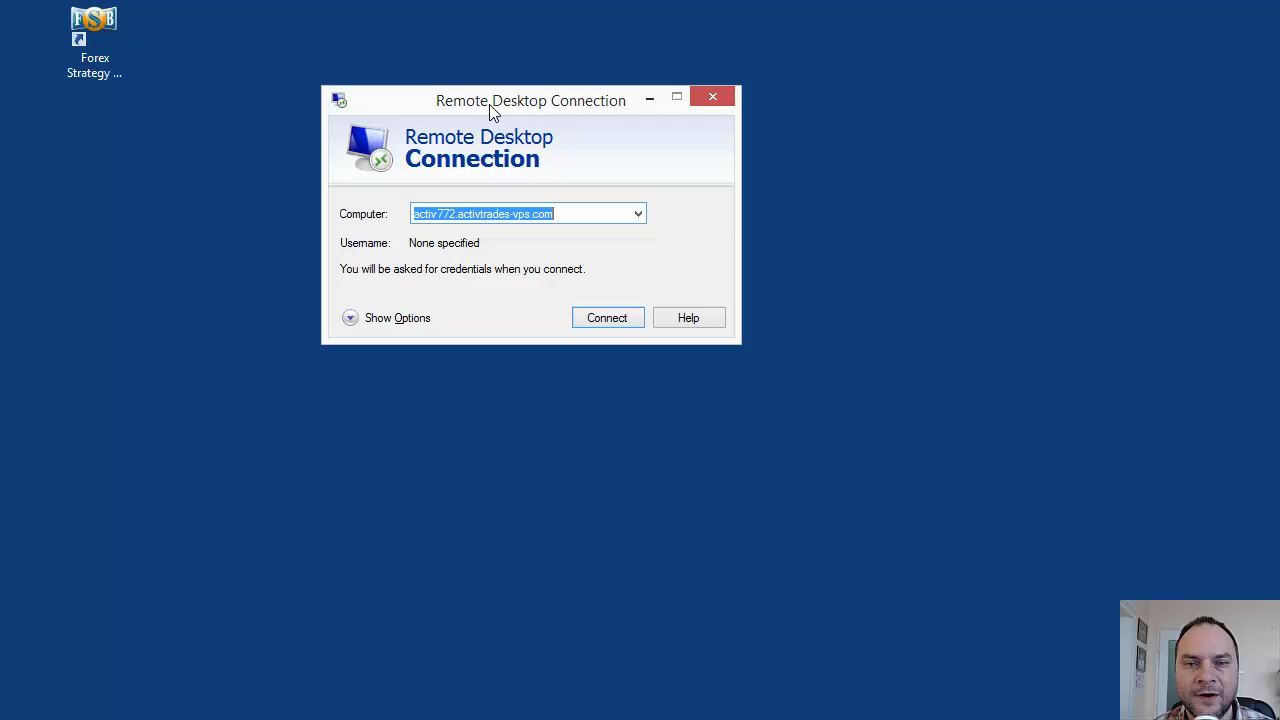 FSB
Forex
Strategy ...
Remote Desktop Connection
Remote Desktop
Connection
Computer:
activ772.activtrades-vps.com
Username:
None specified
You will be asked for credentials when you connect.
Show Options
Connect
Help